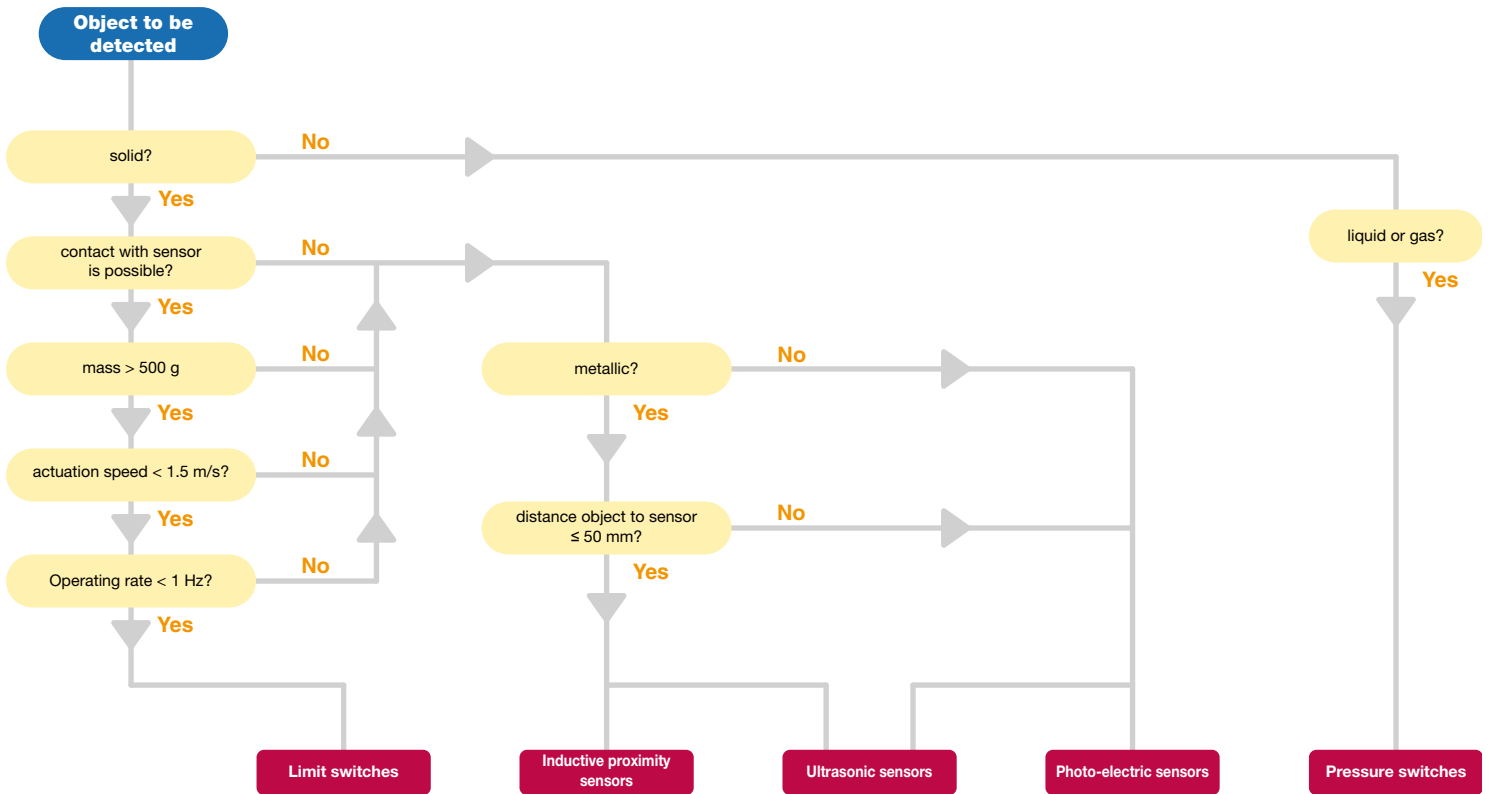 Object to be
detected
solid?
No
Yes
contact with sensor
is possible?
No
liquid or gas?
Yes
Yes
mass > 500 g
No
metallic?
No
Yes
Yes
actuation speed < 1.5 m/s?
No
distance object to sensor
≤ 50 mm?
No
Yes
Yes
Operating rate < 1 Hz?
No
Yes
Limit switches
Inductive proximity
sensors
Ultrasonic sensors
Photo-electric sensors
Pressure switches